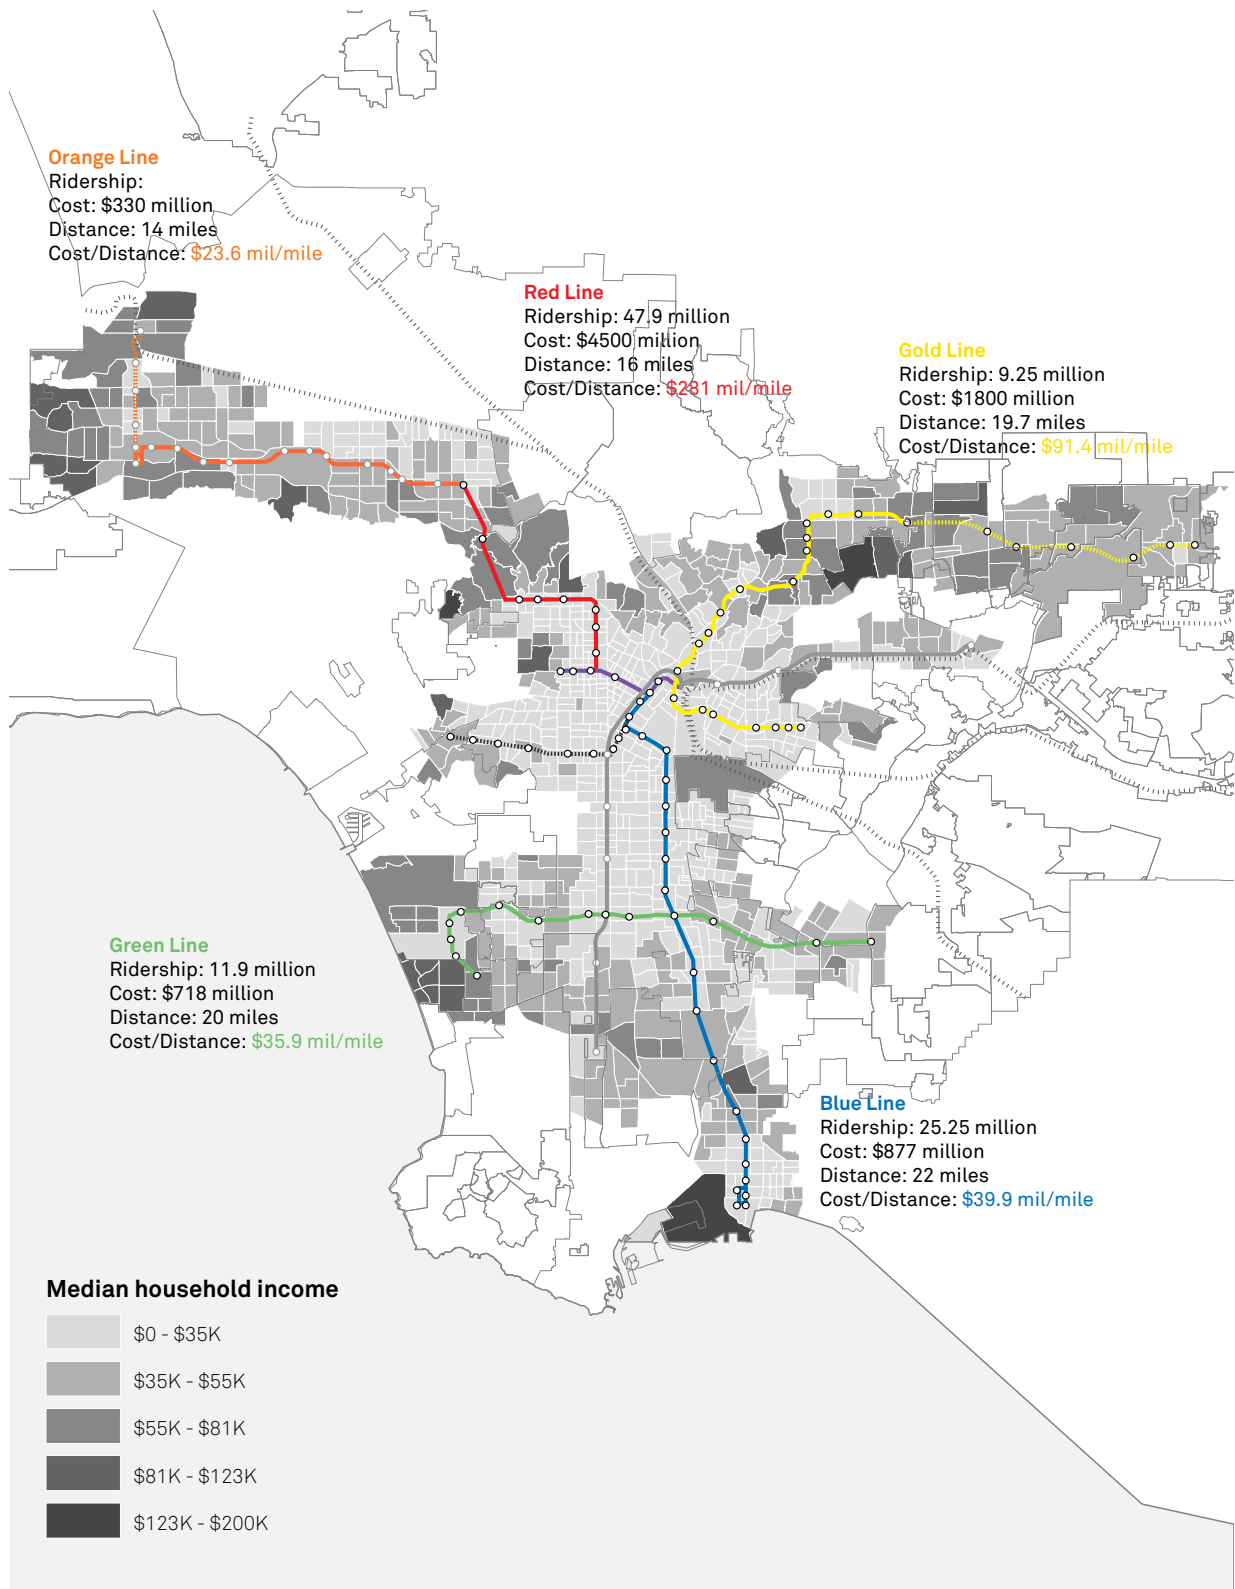 Orange Line
Ridership:
Cost: $330 million
Distance: 14 miles
Cost/Distance: $23.6 mil/mile
Red Line
Ridership: 47.9 million
Cost: $4500 million
Distance: 16 miles
Cost/Distance: $281 mil/mile
Gold Line
Ridership: 9.25 million
Cost: $1800 million
Distance: 19.7 miles
Cost/Distance: $91.4 mil/mile
Green Line
Ridership: 11.9 million
Cost: $718 million
Distance: 20 miles
Cost/Distance: $35.9 mil/mile
Blue Line
Ridership: 25.25 million
Cost: $877 million
Distance: 22 miles
Cost/Distance: $39.9 mil/mile
Median household income
$0 - $35K
$35K - $55K
$55K - $81K
$81K - $123K
$123K - $200K